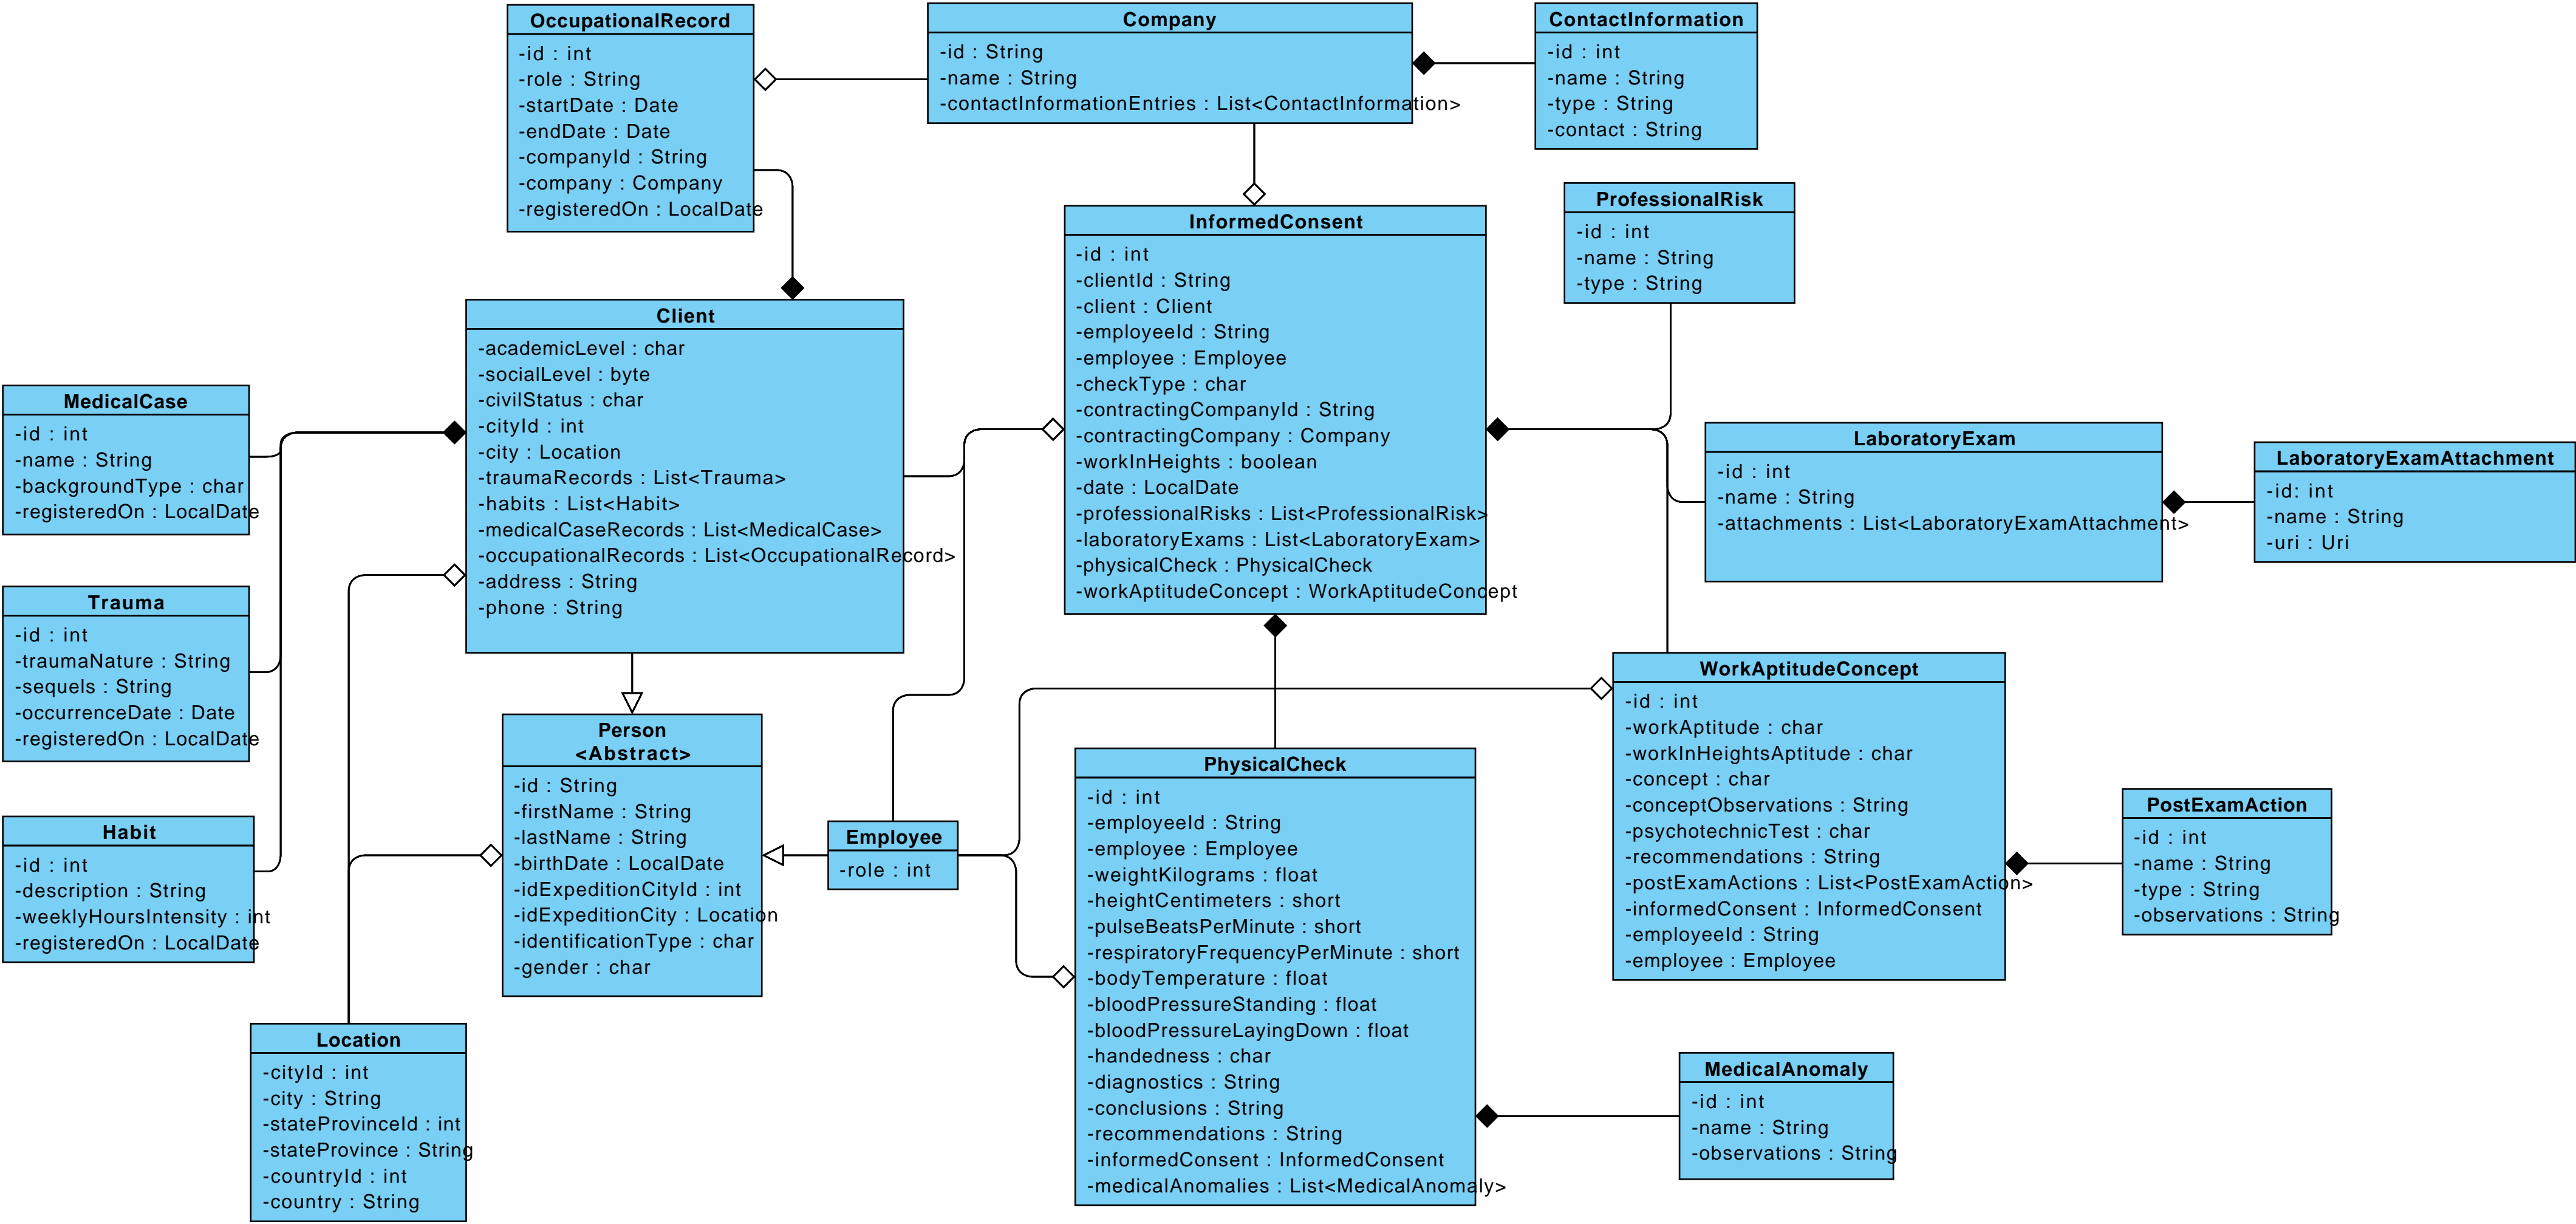 OccupationalRecord
-id : int
-role : String
-startDate : Date
-endDate : Date
-companyId : String
-company : Company
-registeredOn : LocalDate
Company
-id : String
-name : String
-contactInformationEntries : List<ContactInformation>
ContactInformation
-id : int
-name : String
-type : String
-contact : String
ProfessionalRisk
-id : int
-name : String
-type : String
InformedConsent
-id : int
-clientId : String
-client : Client
-employeeId : String
-employee : Employee
-checkType : char
-contractingCompanyId : String
-contractingCompany : Company
-workInHeights : boolean
-date : LocalDate
-professionalRisks : List<ProfessionalRisk>
-laboratoryExams : List<LaboratoryExam>
-physicalCheck : PhysicalCheck
-workAptitudeConcept : WorkAptitudeConcept
Client
-academicLevel : char
-socialLevel : byte
-civilStatus : char
-cityId : int
-city : Location
-traumaRecords : List<Trauma>
-habits : List<Habit>
-medicalCaseRecords : List<MedicalCase>
-occupationalRecords : List<OccupationalRecord>
-address : String
-phone : String
MedicalCase
-id : int
-name : String
-backgroundType : char
-registeredOn : LocalDate
LaboratoryExam
-id : int
-name : String
-attachments : List<LaboratoryExamAttachment>
LaboratoryExamAttachment
-id: int
-name : String
-uri : Uri
Trauma
-id : int
-traumaNature : String
-sequels : String
-occurrenceDate : Date
-registeredOn : LocalDate
WorkAptitudeConcept
-id : int
-workAptitude : char
-workInHeightsAptitude : char
-concept : char
-conceptObservations : String
-psychotechnicTest : char
-recommendations : String
-postExamActions : List<PostExamAction>
-informedConsent : InformedConsent
-employeeId : String
-employee : Employee
Person
<Abstract>
-id : String
-firstName : String
-lastName : String
-birthDate : LocalDate
-idExpeditionCityId : int
-idExpeditionCity : Location
-identificationType : char
-gender : char
PhysicalCheck
-id : int
-employeeId : String
-employee : Employee
-weightKilograms : float
-heightCentimeters : short
-pulseBeatsPerMinute : short
-respiratoryFrequencyPerMinute : short
-bodyTemperature : float
-bloodPressureStanding : float
-bloodPressureLayingDown : float
-handedness : char
-diagnostics : String
-conclusions : String
-recommendations : String
-informedConsent : InformedConsent
-medicalAnomalies : List<MedicalAnomaly>
PostExamAction
-id : int
-name : String
-type : String
-observations : String
Habit
-id : int
-description : String
-weeklyHoursIntensity : int
-registeredOn : LocalDate
Employee
-role : int
Location
-cityId : int
-city : String
-stateProvinceId : int
-stateProvince : String
-countryId : int
-country : String
MedicalAnomaly
-id : int
-name : String
-observations : String